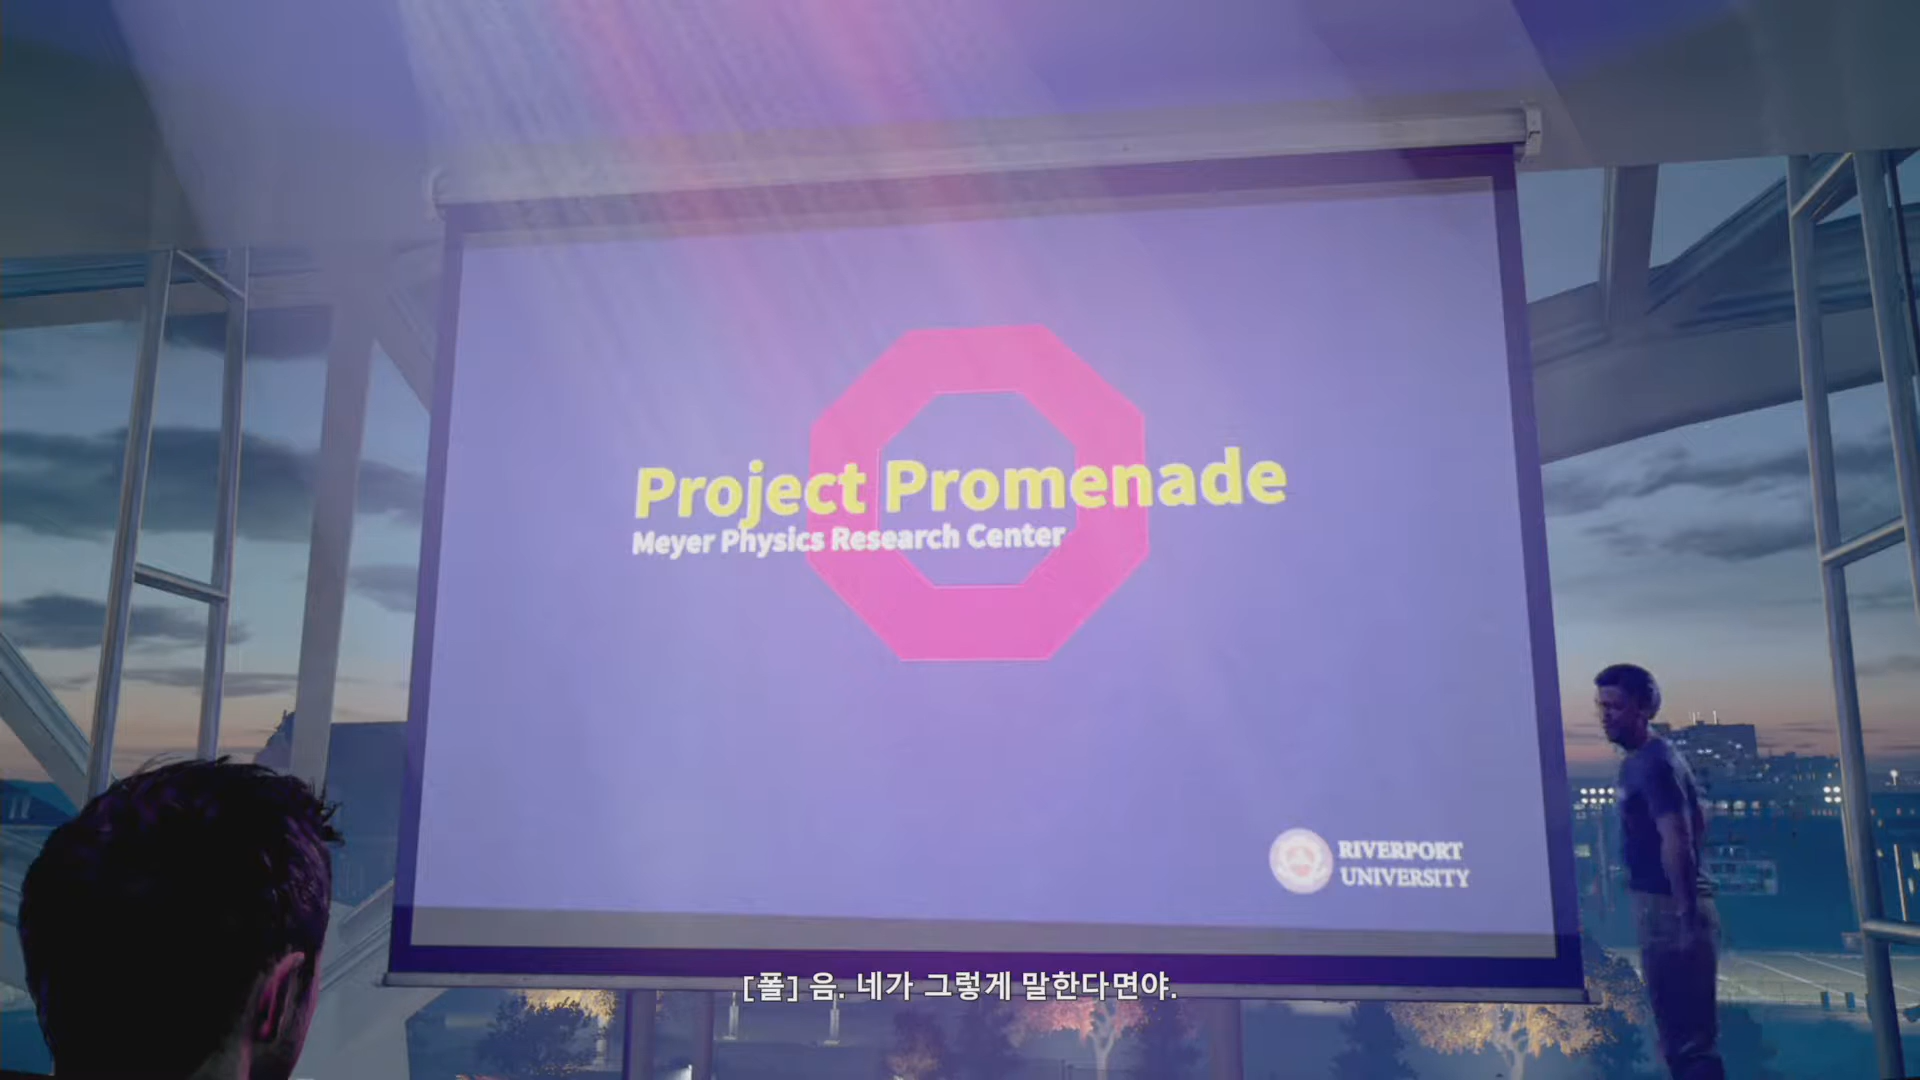 Project Promenade
Meyer Physics Research Center
RIVERPORT
UNIVERSITY
[폴] 음. 네가 그렇게 말한다면야.